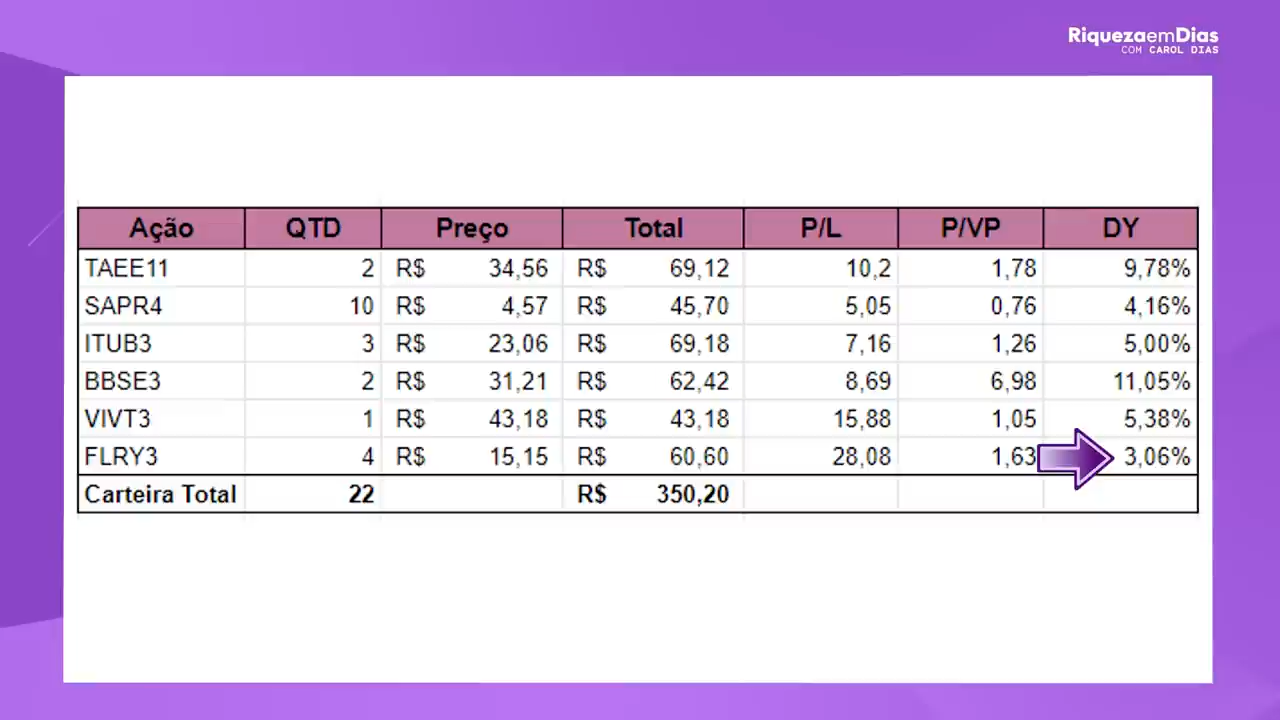 RiquezaemDias
COM CAROL DIAS
Ação QTD Preço Total P/L P/VP DY
TAEE11 2 R$ 34,56 R$ 69,12 10,2 1,78 9,78%
SAPR4 10 R$ 4,57 R$ 45,70 5,05 0,76 4,16%
ITUB3 3 R$ 23,06 R$ 69,18 7,16 1,26 5,00%
BBSE3 2 R$ 31,21 R$ 62,42 8,69 6,98 11,05%
VIVT3 1 R$ 43,18 R$ 43,18 15,88 1,05 5,38%
FLRY3 4 R$ 15,15 R$ 60,60 28,08 1,63 3,06%
Carteira Total 22 R$ 350,20